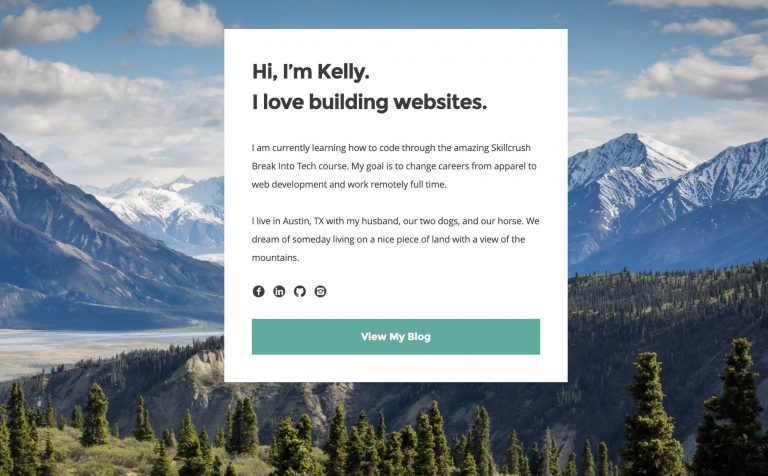 Hi, I'm Kelly.
I love building websites.
I am currently learning how to code through the amazing Skillcrush
Break Into Tech course. My goal is to change careers from apparel to
web development and work remotely full time.
I live in Austin, TX with my husband, our two dogs, and our horse. We
dream of someday living on a nice piece of land with a view of the
mountains.
View My Blog